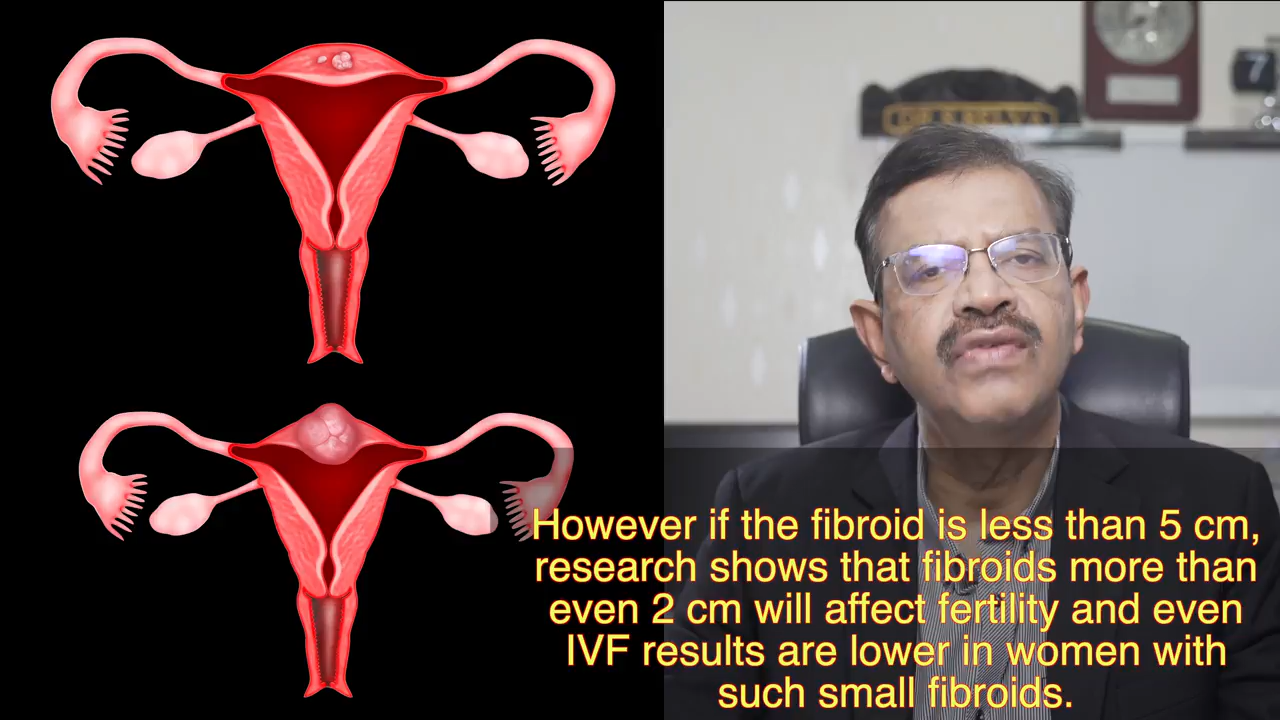 7
However if the fibroid is less than 5 cm,
research shows that fibroids more than
even 2 cm will affect fertility and even
IVF results are lower in women with
such small fibroids.